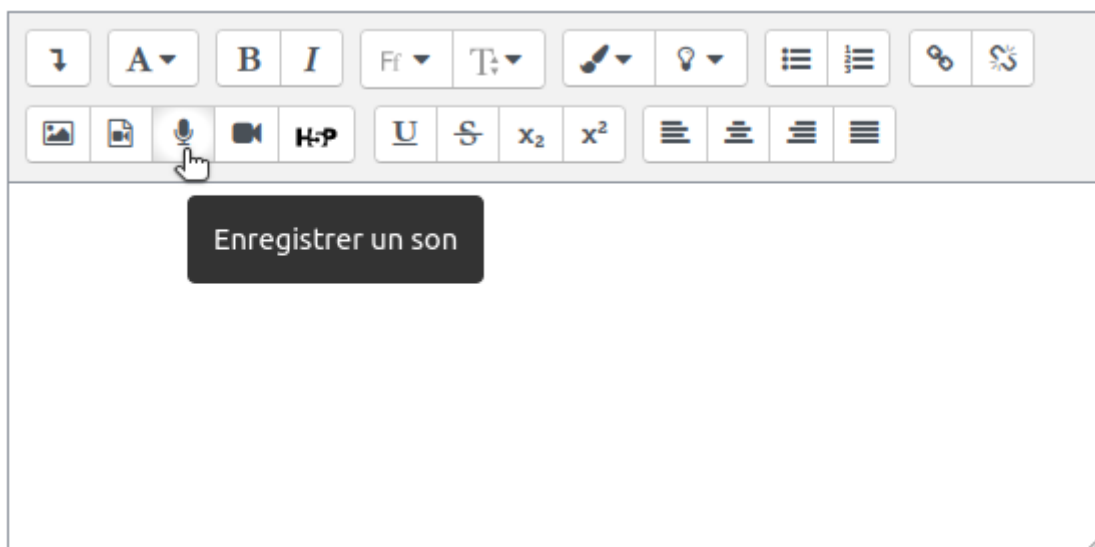 A B I Ff T
H-P U S x₂ x²
Enregistrer un son